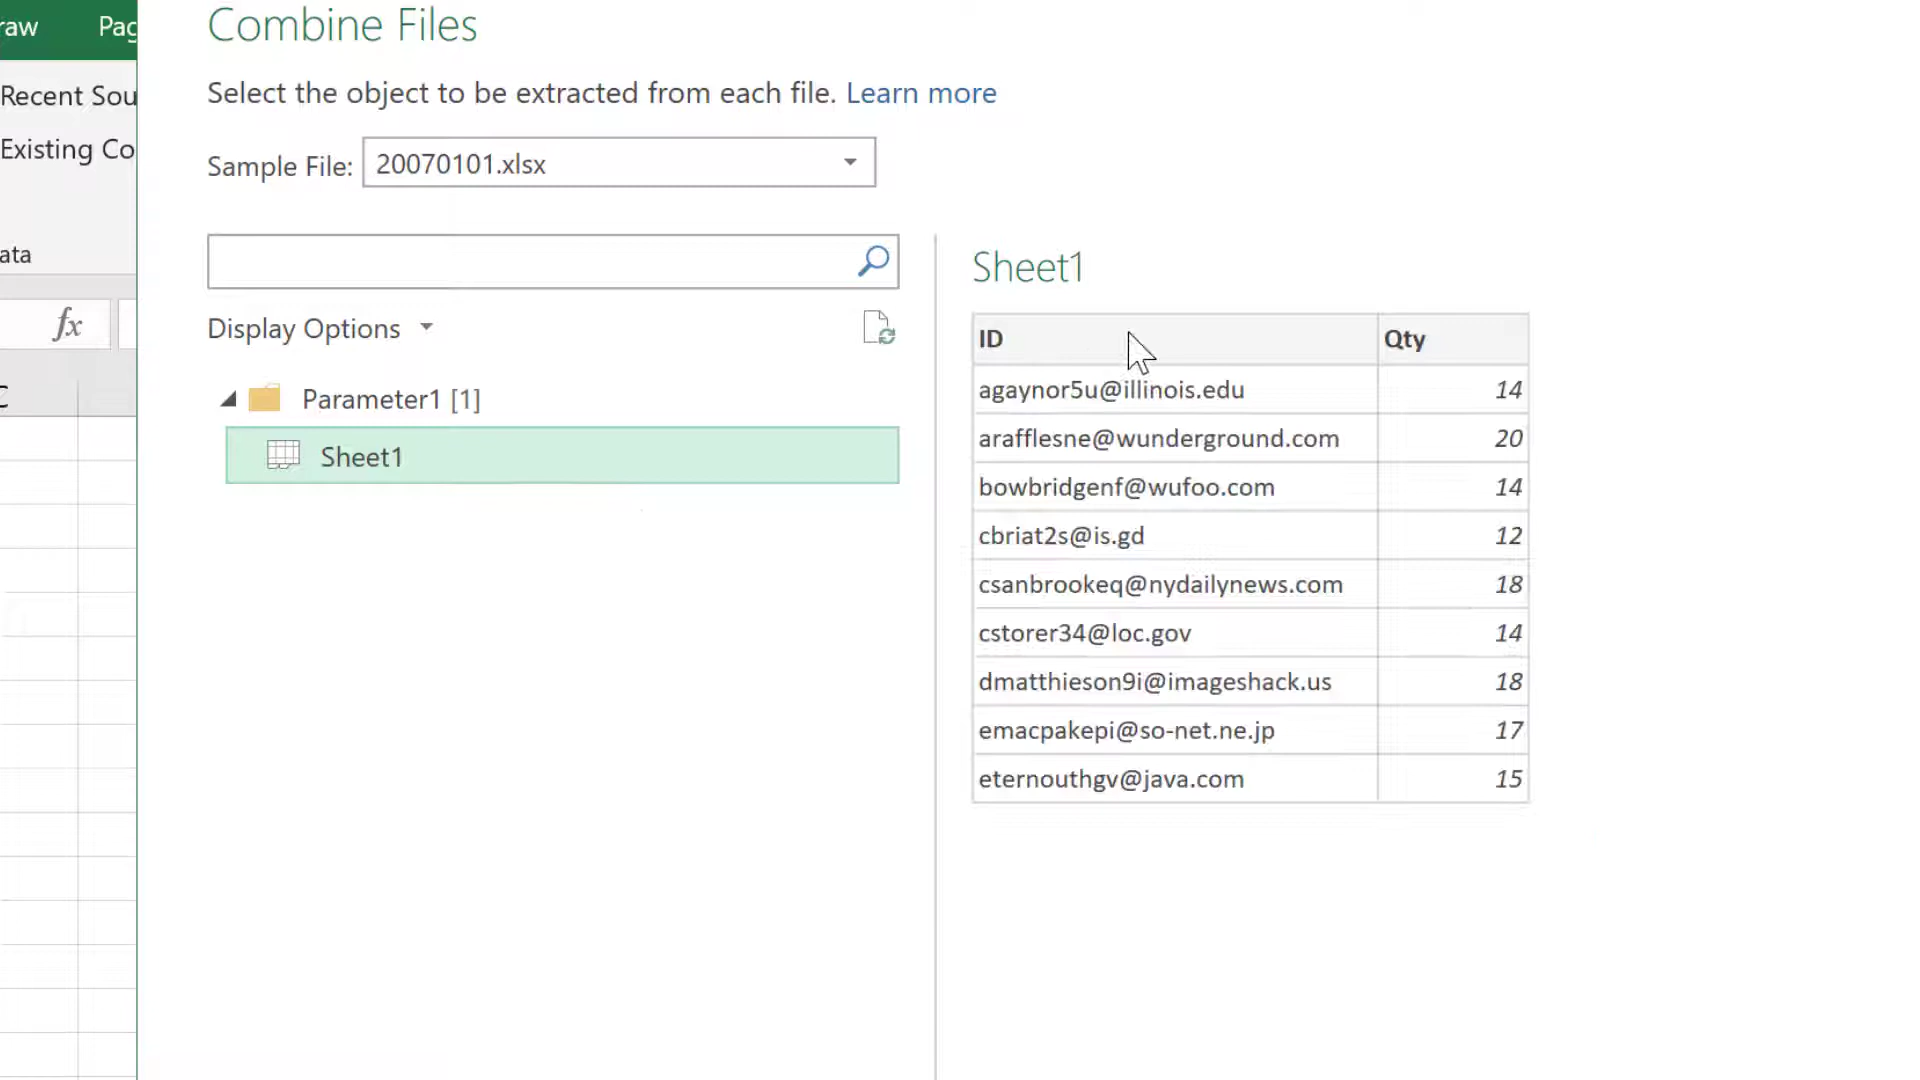 raw Pag
Combine Files
Select the object to be extracted from each file. Learn more
Recent Sou
Existing Co
Sample File: 20070101.xlsx
ata
fx
Display Options
Parameter1 [1]
Sheet1
Sheet1
ID Qty
agaynor5u@illinois.edu 14
arafflesne@wunderground.com 20
bowbridgenf@wufoo.com 14
cbriat2s@is.gd 12
csanbrookeq@nydailynews.com 18
cstorer34@loc.gov 14
dmatthieson9i@imageshack.us 18
emacpakepi@so-net.ne.jp 17
eternouthgv@java.com 15
C